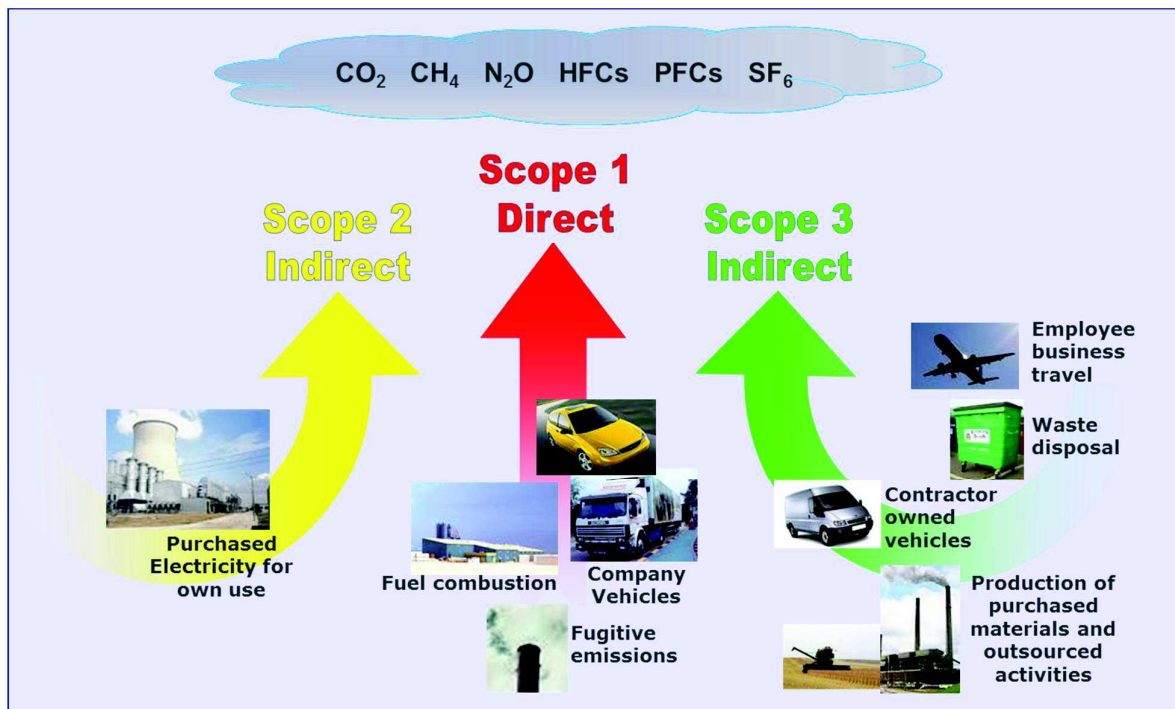 CO₂ CH₄ N₂O HFCs PFCs SF₆
Scope 1
Direct
Scope 2
Indirect
Scope 3
Indirect
Purchased
Electricity for
own use
Fuel combustion
Company
Vehicles
Fugitive
emissions
Employee
business
travel
Waste
disposal
Contractor
owned
vehicles
Production of
purchased
materials and
outsourced
activities